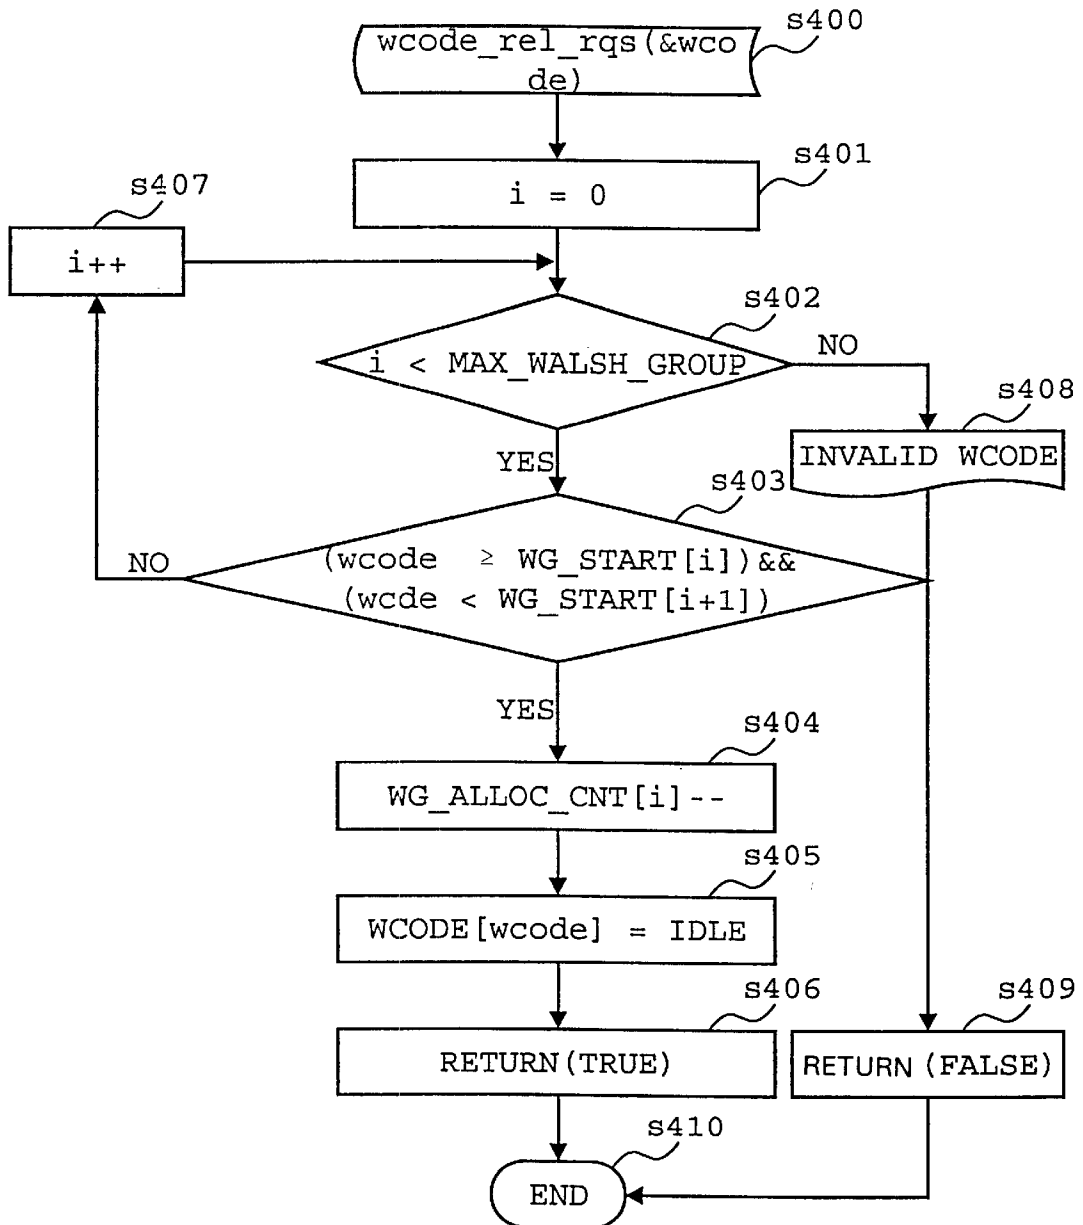 s400
wcode_rel_rqs(&wco
de)
s401
i = 0
s407
i++
s402
i < MAX_WALSH_GROUP
NO
s408
INVALID WCODE
YES
s403
NO
(wcode ≥ WG_START[i])&&
(wcde < WG_START[i+1])
YES
s404
WG_ALLOC_CNT[i]--
s405
WCODE[wcode] = IDLE
s406
RETURN(TRUE)
s409
RETURN(FALSE)
s410
END